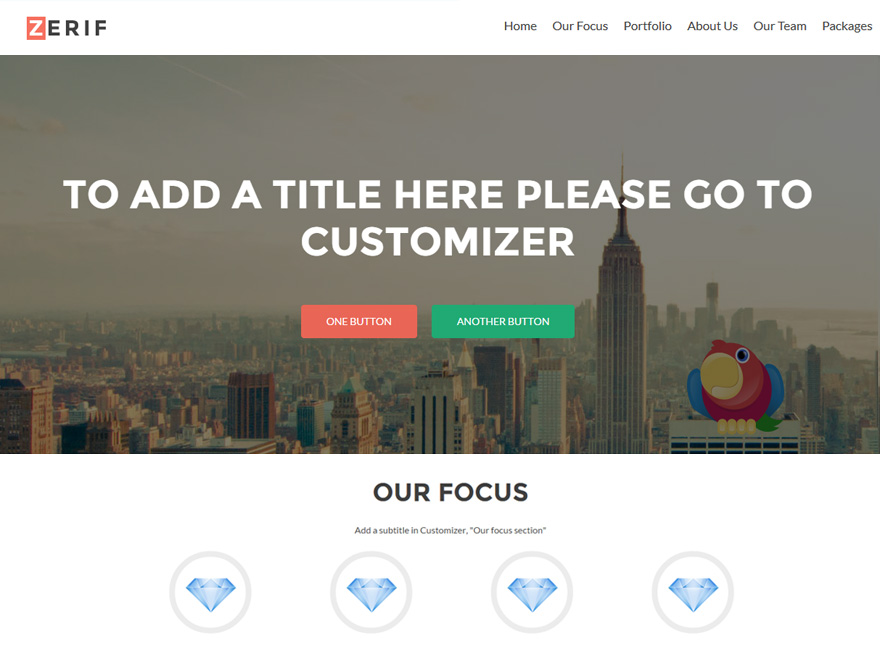 ZERIF
Home Our Focus Portfolio About Us Our Team Packages
TO ADD A TITLE HERE PLEASE GO TO
CUSTOMIZER
ONE BUTTON ANOTHER BUTTON
OUR FOCUS
Add a subtitle in Customizer, "Our focus section"